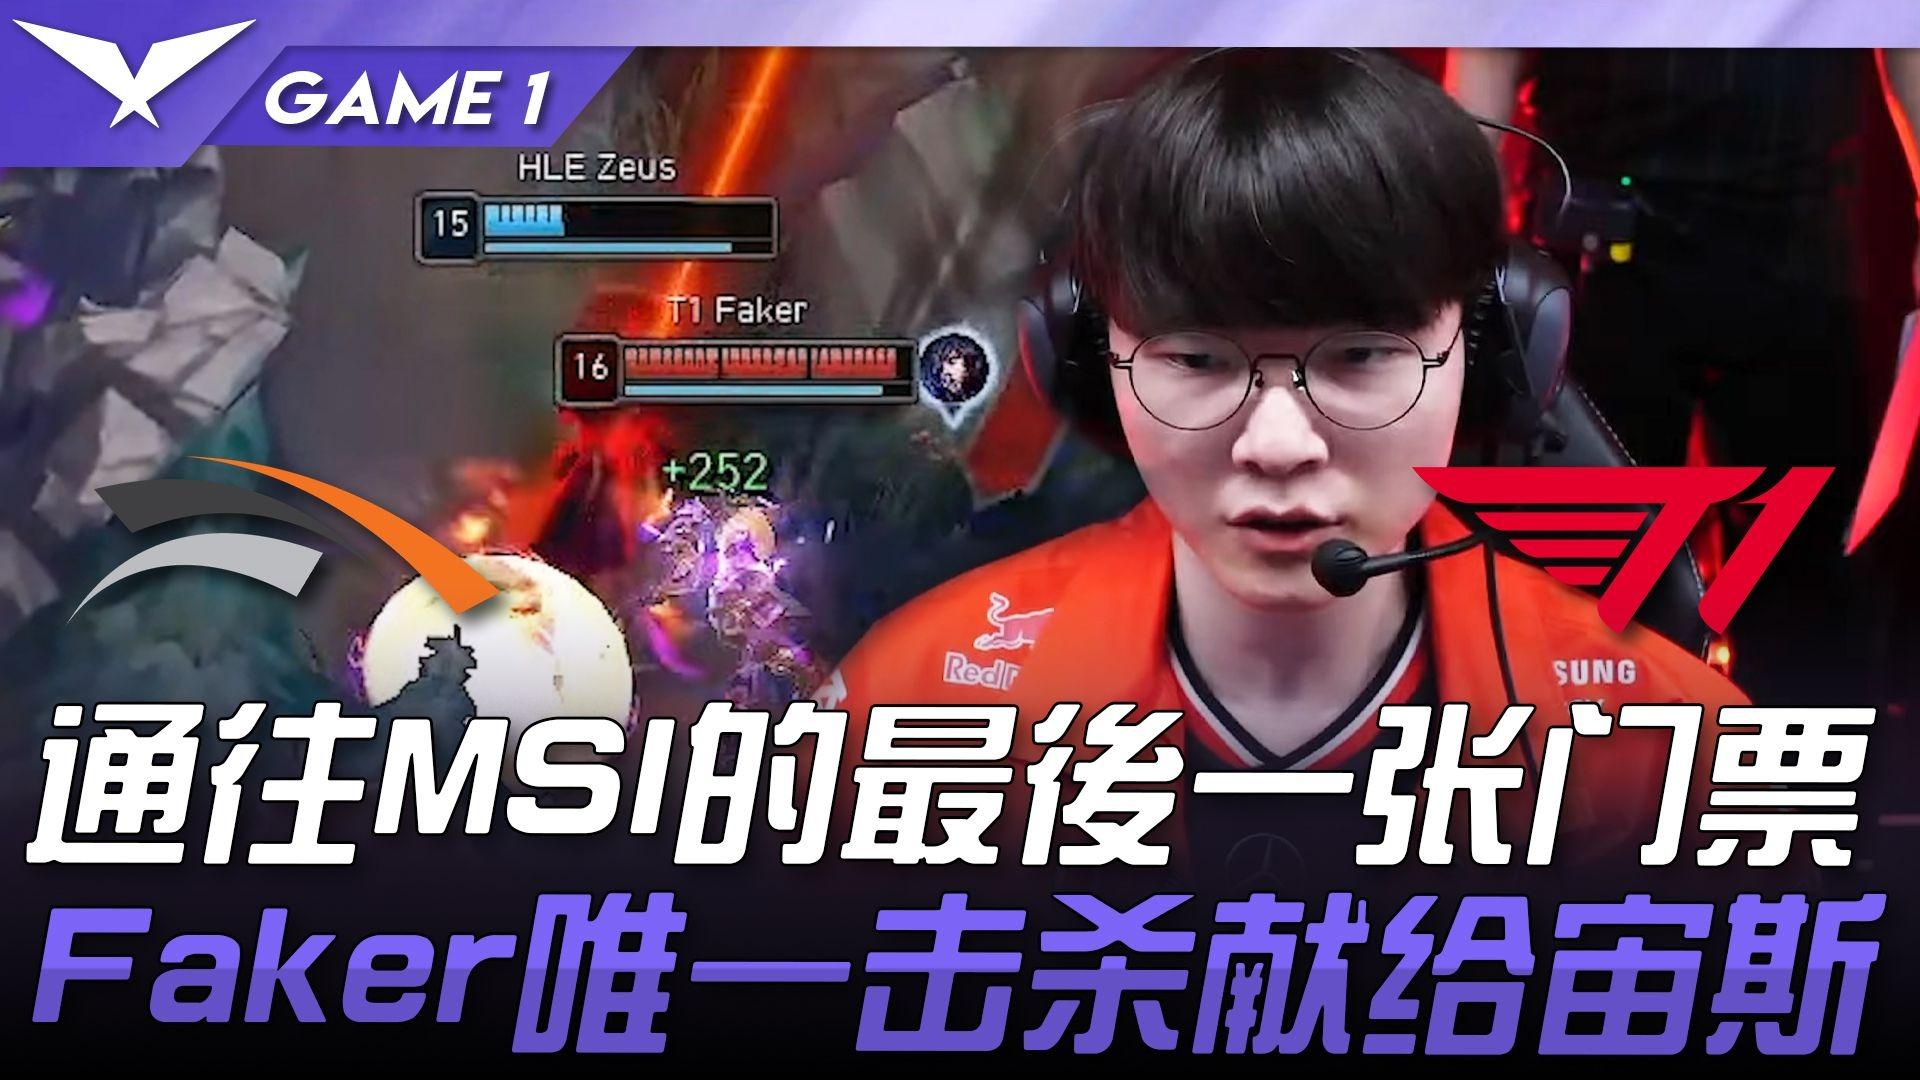 GAME 1
HLE Zeus
15
T1 Faker
16
+252
T1
Red
SUNG
通往MSI的最後一张门票
Faker唯一击杀献给宙斯